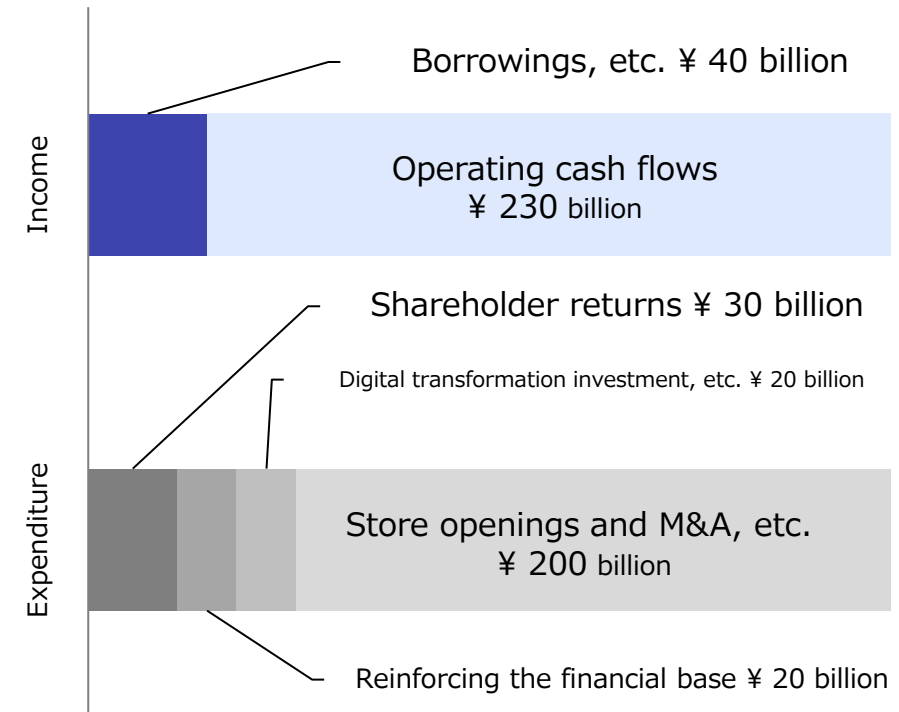 Borrowings, etc. ¥ 40 billion
Income
Operating cash flows
¥ 230 billion
Shareholder returns ¥ 30 billion
Digital transformation investment, etc. ¥ 20 billion
Expenditure
Store openings and M&A, etc.
¥ 200 billion
Reinforcing the financial base ¥ 20 billion